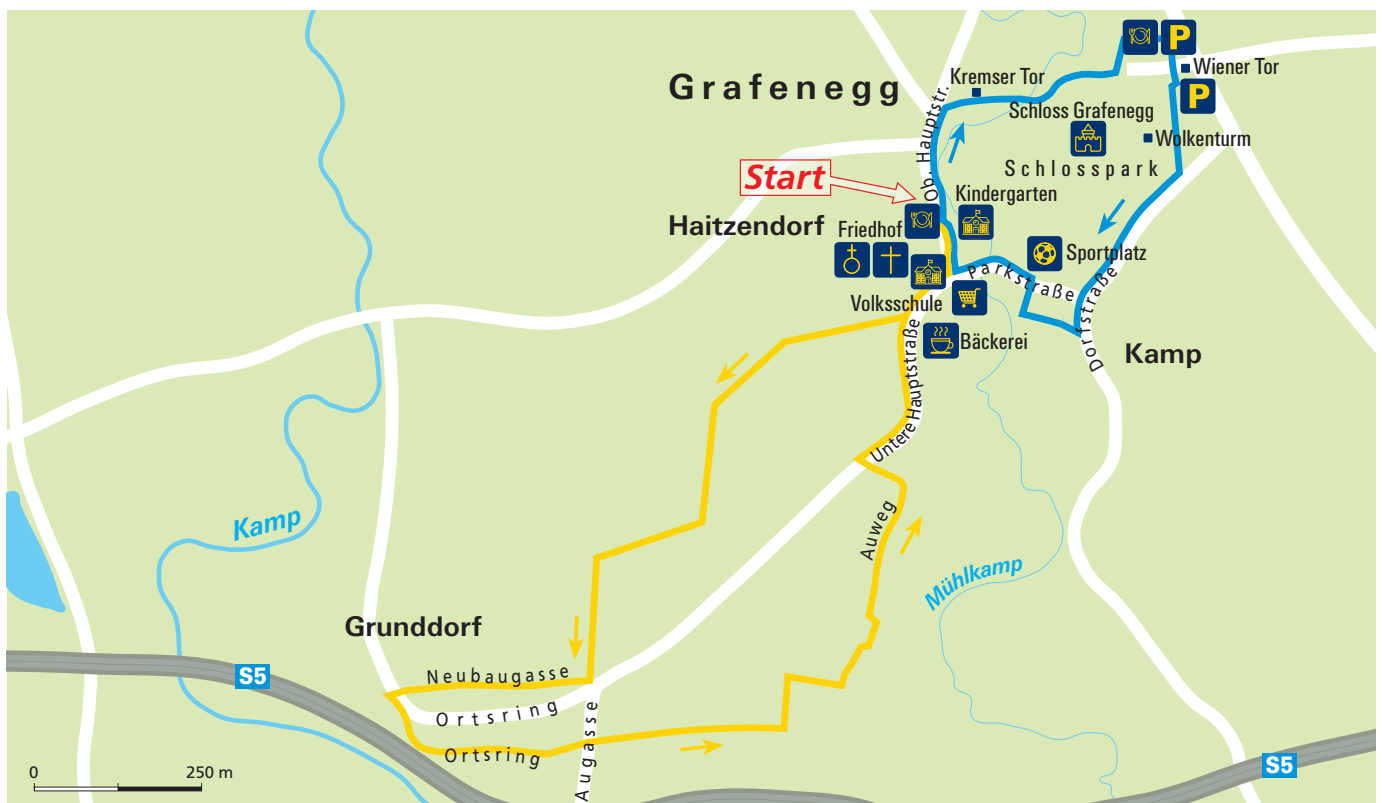 Grafenegg
Kremser Tor
P
Wiener Tor
P
Schloss Grafenegg
Wolkenturm
Schlosspark
Ob. Hauptstr.
Start
Kindergarten
Haitzendorf
Friedhof
Sportplatz
Parkstraße
Volksschule
Bäckerei
Dorfstraße
Kamp
Untere Hauptstraße
Kamp
Auweg
Mühlkamp
Grunddorf
S5
Neubaugasse
Ortsring
Ortsring
Augasse
S5
0 250 m